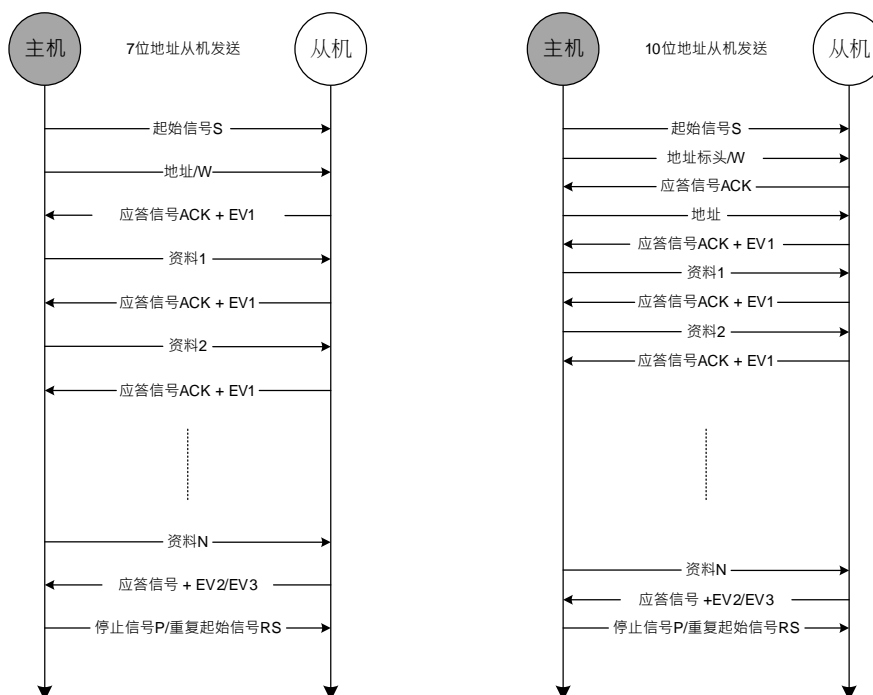 主机
7位地址从机发送
从机
起始信号S
地址/W
应答信号ACK + EV1
资料1
应答信号ACK + EV1
资料2
应答信号ACK + EV1
资料N
应答信号 + EV2/EV3
停止信号P/重复起始信号RS
主机
10位地址从机发送
从机
起始信号S
地址标头/W
应答信号ACK
地址
应答信号ACK + EV1
资料1
应答信号ACK + EV1
资料2
应答信号ACK + EV1
资料N
应答信号 +EV2/EV3
停止信号P/重复起始信号RS